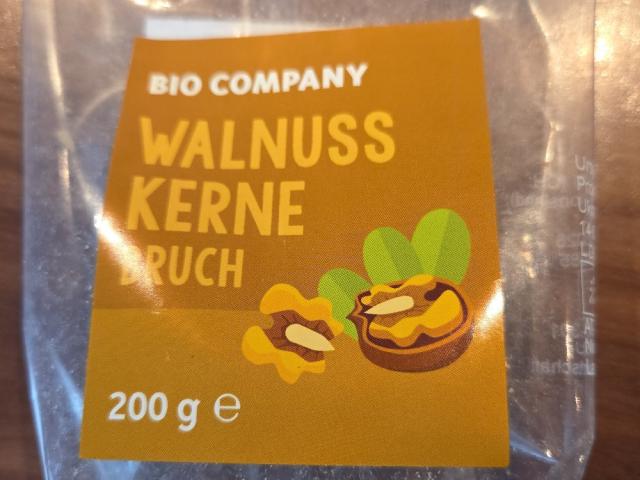 BIO COMPANY
WALNUSS
KERNE
BRUCH
200 g ℮